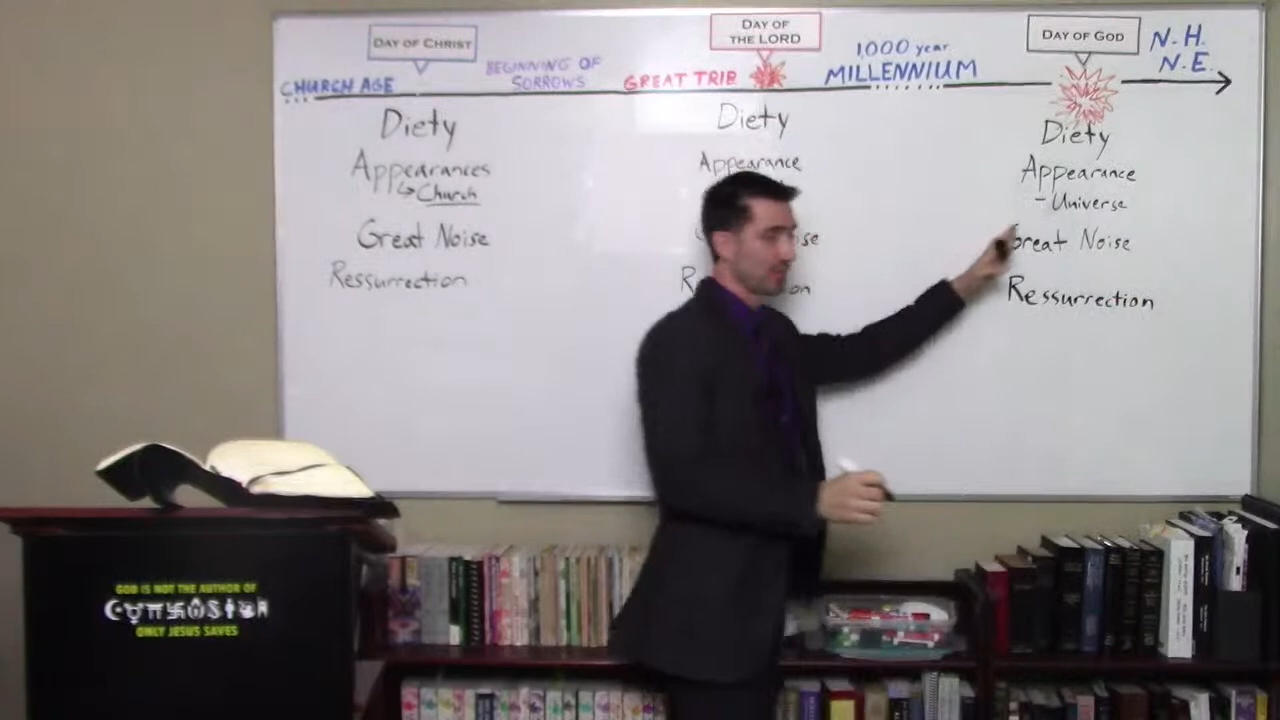 DAY OF CHRIST
DAY OF
THE LORD
DAY OF GOD
CHURCH AGE
BEGINNING OF
SORROWS
GREAT TRIB
1,000 year
MILLENNIUM
N.H.
N.E.
Diety
Appearances
Church
Great Noise
Ressurrection
Diety
Appearance
Diety
Appearance
- Universe
Great Noise
Ressurrection
GOD IS NOT THE AUTHOR OF
ONLY JESUS SAVES